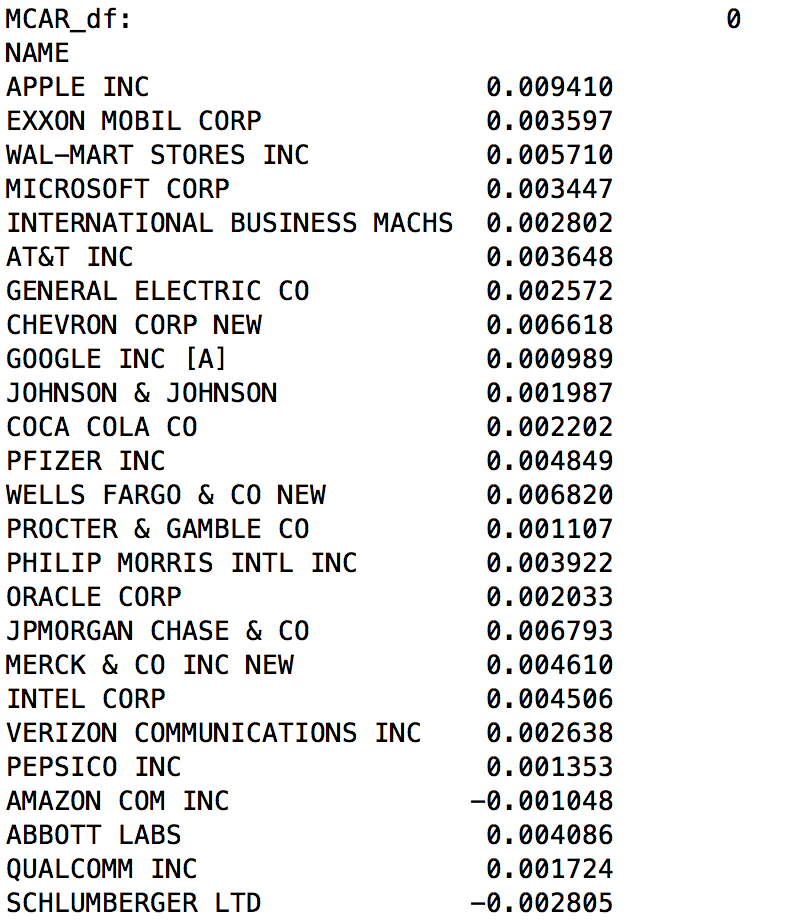 MCAR_df: 0
NAME
APPLE INC 0.009410
EXXON MOBIL CORP 0.003597
WAL-MART STORES INC 0.005710
MICROSOFT CORP 0.003447
INTERNATIONAL BUSINESS MACHS 0.002802
AT&T INC 0.003648
GENERAL ELECTRIC CO 0.002572
CHEVRON CORP NEW 0.006618
GOOGLE INC [A] 0.000989
JOHNSON & JOHNSON 0.001987
COCA COLA CO 0.002202
PFIZER INC 0.004849
WELLS FARGO & CO NEW 0.006820
PROCTER & GAMBLE CO 0.001107
PHILIP MORRIS INTL INC 0.003922
ORACLE CORP 0.002033
JPMORGAN CHASE & CO 0.006793
MERCK & CO INC NEW 0.004610
INTEL CORP 0.004506
VERIZON COMMUNICATIONS INC 0.002638
PEPSICO INC 0.001353
AMAZON COM INC -0.001048
ABBOTT LABS 0.004086
QUALCOMM INC 0.001724
SCHLUMBERGER LTD -0.002805